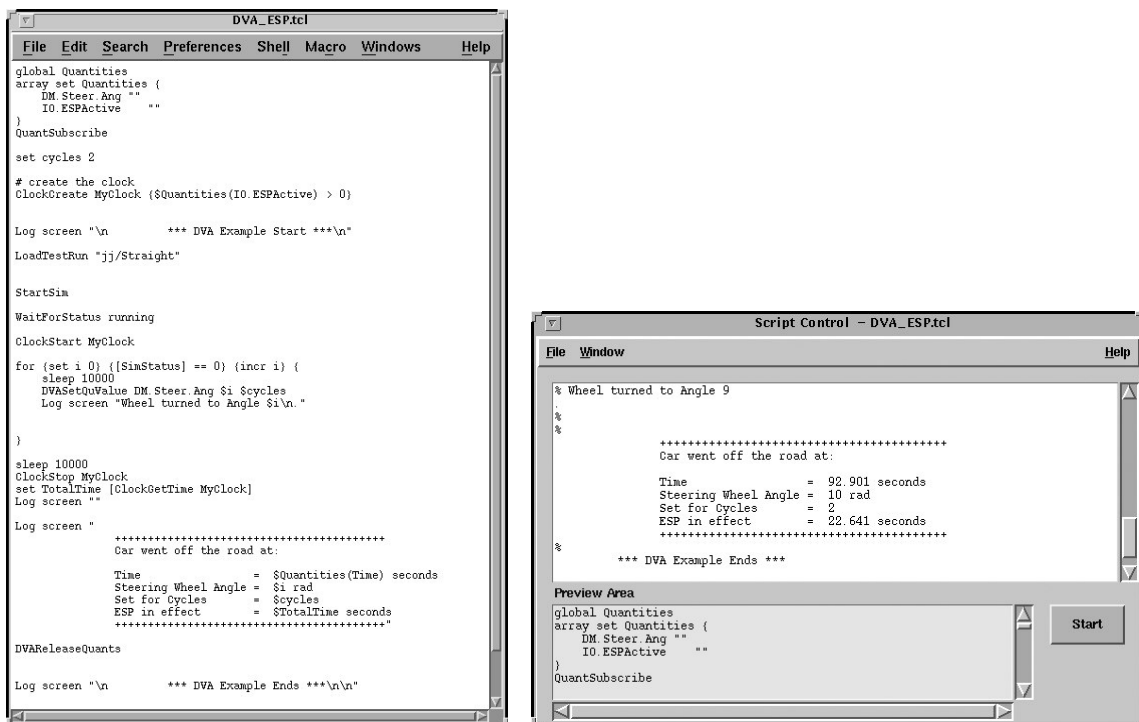 DVA_ESP.tcl
File Edit Search Preferences Shell Macro Windows Help
global Quantities
array set Quantities {
DM.Steer.Ang ""
IO.ESPActive ""
}
QuantSubscribe
set cycles 2
# create the clock
ClockCreate MyClock {$Quantities(IO.ESPActive) > 0}
Log screen "\n *** DVA Example Start ***\n"
LoadTestRun "jj/Straight"
StartSim
WaitForStatus running
ClockStart MyClock
for {set i 0} {[SimStatus] == 0} {incr i} {
sleep 10000
DVASetQuValue DM.Steer.Ang $i $cycles
Log screen "Wheel turned to Angle $i\n."
}
sleep 10000
ClockStop MyClock
set TotalTime [ClockGetTime MyClock]
Log screen ""
Log screen "
++++++++++++++++++++++++++++++++++++++++++
Car went off the road at:
Time = $Quantities(Time) seconds
Steering Wheel Angle = $i rad
Set for Cycles = $cycles
ESP in effect = $TotalTime seconds
++++++++++++++++++++++++++++++++++++++++++"
DVAReleaseQuants
Log screen "\n *** DVA Example Ends ***\n\n"
Script Control – DVA_ESP.tcl
File Window Help
% Wheel turned to Angle 9
.
%
%
+++++++++++++++++++++++++++++++++++++++++
Car went off the road at:
Time = 92.901 seconds
Steering Wheel Angle = 10 rad
Set for Cycles = 2
ESP in effect = 22.641 seconds
+++++++++++++++++++++++++++++++++++++++++
%
*** DVA Example Ends ***
Preview Area
global Quantities
array set Quantities {
DM.Steer.Ang ""
IO.ESPActive ""
}
QuantSubscribe
Start